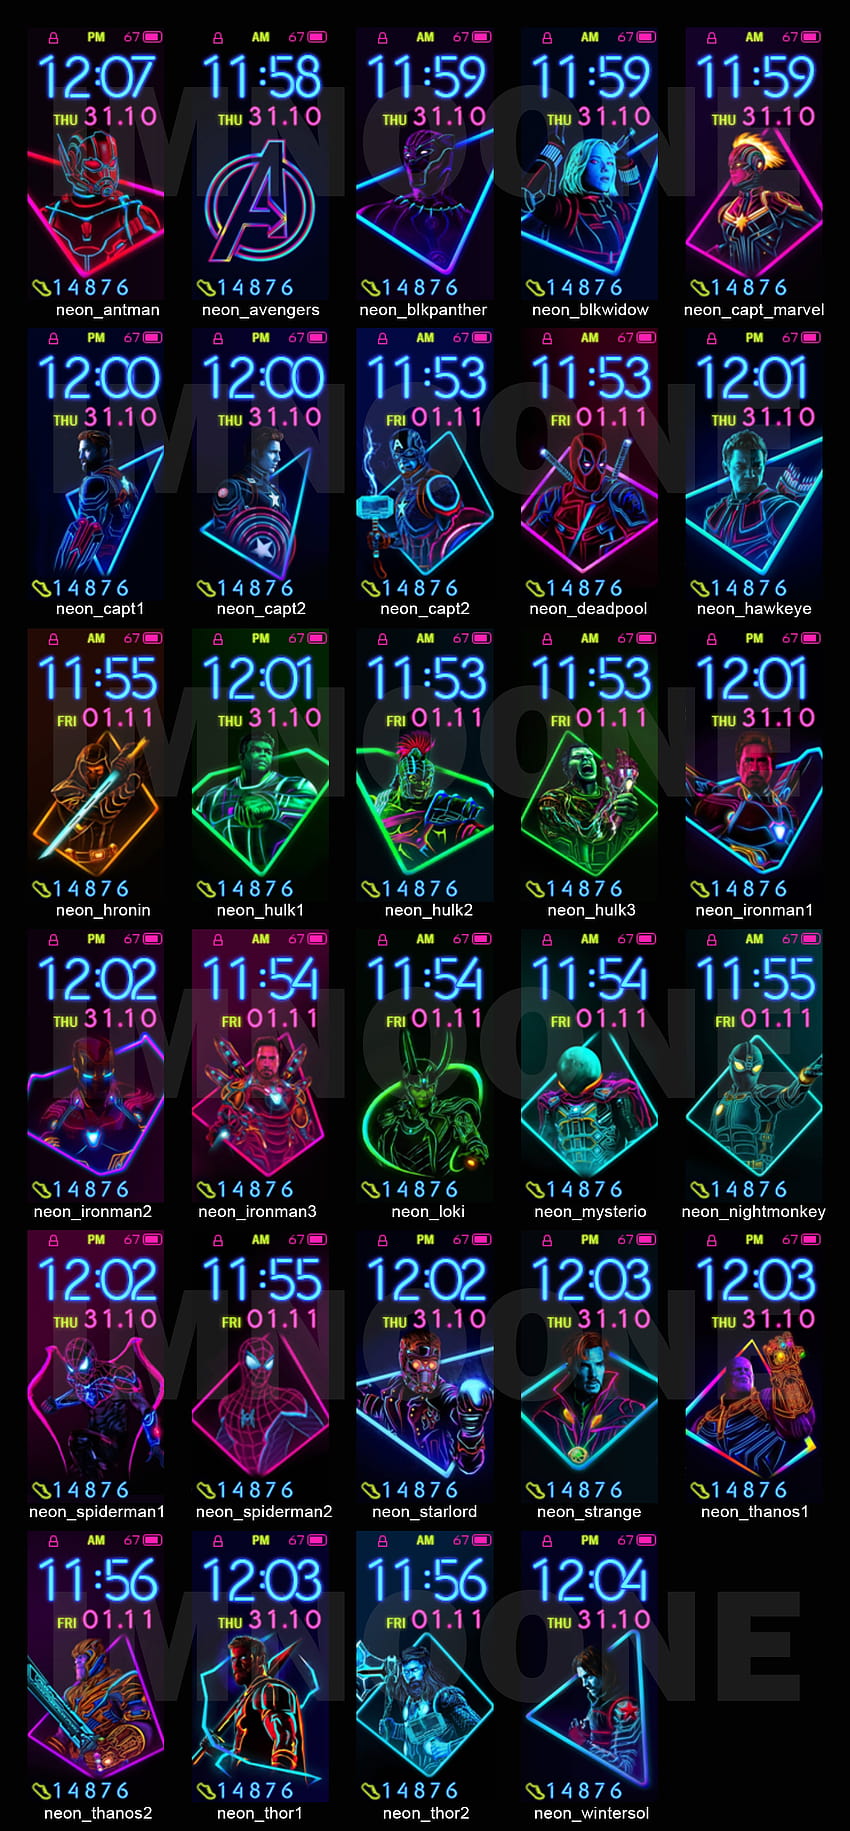 PM 67 AM 67 AM 67 AM 67 AM 67
12:07 11:58 11:59 11:59 11:59
THU 31.10 THU 31.10 THU 31.10 THU 31.10 THU 31.10
IMNOONE
14876 14876 14876 14876 14876
neon_antman neon_avengers neon_blkpanther neon_blkwidow neon_capt_marvel
PM 67 PM 67 AM 67 AM 67 PM 67
12:00 12:00 11:53 11:53 12:01
THU 31.10 THU 31.10 FRI 01.11 FRI 01.11 THU 31.10
IMNOONE
A
14876 14876 14876 14876 14876
neon_capt1 neon_capt2 neon_capt2 neon_deadpool neon_hawkeye
AM 67 PM 67 AM 67 AM 67 PM 67
11:55 12:01 11:53 11:53 12:01
FRI 01.11 THU 31.10 FRI 01.11 FRI 01.11 THU 31.10
IMNOONE
14876 14876 14876 14876 14876
neon_hronin neon_hulk1 neon_hulk2 neon_hulk3 neon_ironman1
PM 67 AM 67 AM 67 AM 67 AM 67
12:02 11:54 11:54 11:54 11:55
THU 31.10 FRI 01.11 FRI 01.11 FRI 01.11 FRI 01.11
IMNOONE
14876 14876 14876 14876 14876
neon_ironman2 neon_ironman3 neon_loki neon_mysterio neon_nightmonkey
PM 67 AM 67 PM 67 PM 67 PM 67
12:02 11:55 12:02 12:03 12:03
THU 31.10 FRI 01.11 THU 31.10 THU 31.10 THU 31.10
IMNOONE
14876 14876 14876 14876 14876
neon_spiderman1 neon_spiderman2 neon_starlord neon_strange neon_thanos1
AM 67 PM 67 AM 67 PM 67
11:56 12:03 11:56 12:04
FRI 01.11 THU 31.10 FRI 01.11 THU 31.10
IMNOONE
14876 14876 14876 14876
neon_thanos2 neon_thor1 neon_thor2 neon_wintersol